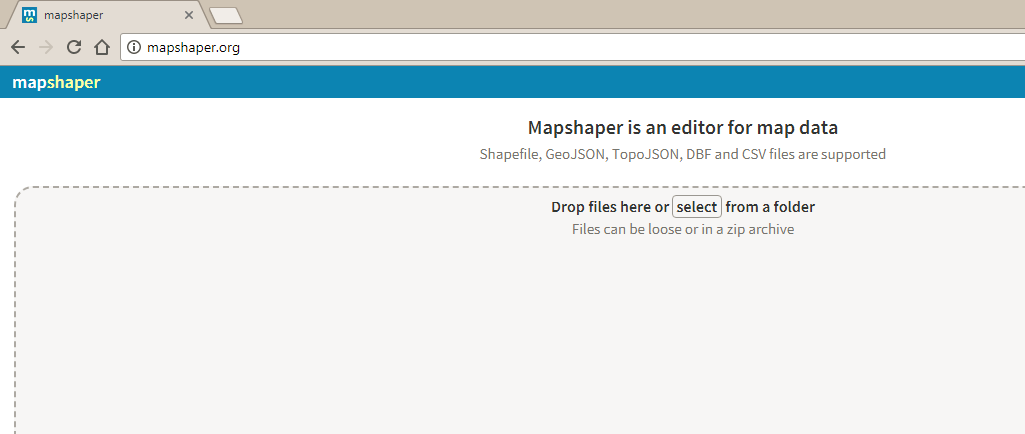 ms mapshaper
mapshaper.org
mapshaper
Mapshaper is an editor for map data
Shapefile, GeoJSON, TopoJSON, DBF and CSV files are supported
Drop files here or select from a folder
Files can be loose or in a zip archive